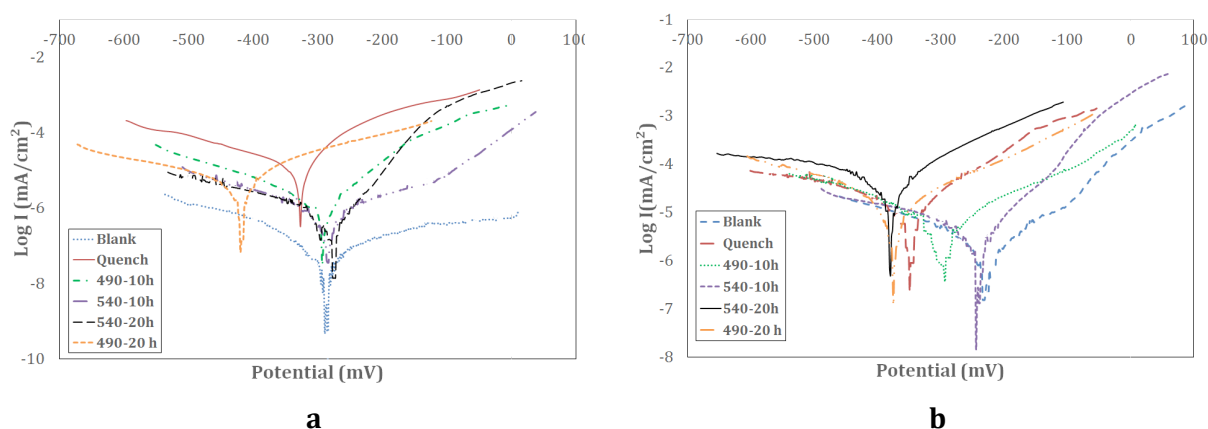 -700 -600 -500 -400 -300 -200 -100 0 100
-2
-4
-6
-8
-10
Log I (mA/cm²)
Blank
Quench
490-10h
540-10h
540-20h
490-20 h
Potential (mV)
a
-700 -600 -500 -400 -300 -200 -100 0 100
-1
-2
-3
-4
-5
-6
-7
-8
Log I(mA/cm²)
Blank
Quench
490-10h
540-10h
540-20h
490-20 h
Potential (mV)
b